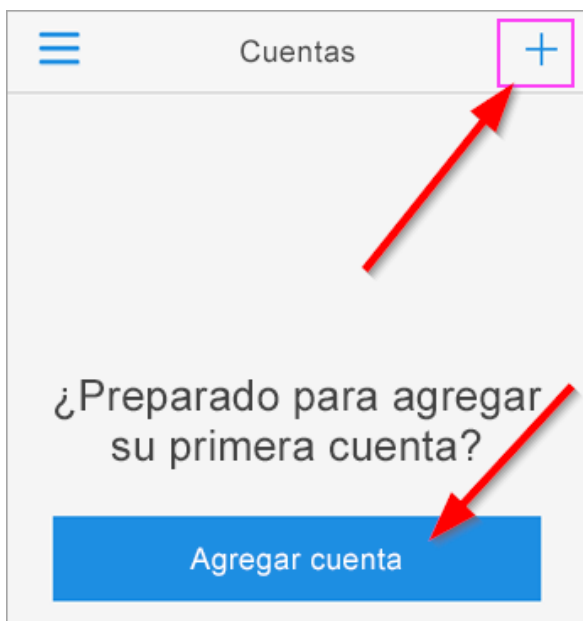 Cuentas
¿Preparado para agregar
su primera cuenta?
Agregar cuenta